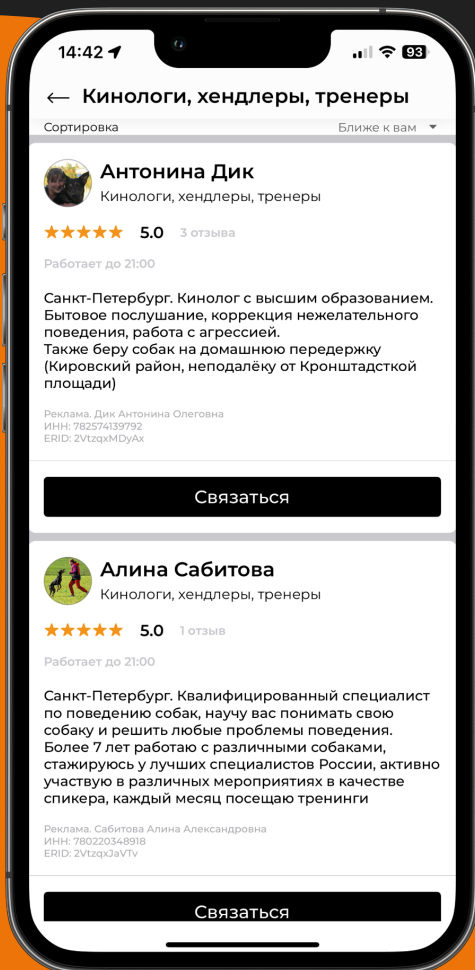 14:42
93
Кинологи, хендлеры, тренеры
Сортировка
Ближе к вам
Антонина Дик
Кинологи, хендлеры, тренеры
5.0
3 отзыва
Работает до 21:00
Санкт-Петербург. Кинолог с высшим образованием.
Бытовое послушание, коррекция нежелательного
поведения, работа с агрессией.
Также беру собак на домашнюю передержку
(Кировский район, неподалёку от Кронштадсткой
площади)
Реклама. Дик Антонина Олеговна
ИНН: 782574139792
ERID: 2VtzqxMDyAx
Связаться
Алина Сабитова
Кинологи, хендлеры, тренеры
5.0
1 отзыв
Работает до 21:00
Санкт-Петербург. Квалифицированный специалист
по поведению собак, научу вас понимать свою
собаку и решить любые проблемы поведения.
Более 7 лет работаю с различными собаками,
стажируюсь у лучших специалистов России, активно
участвую в различных мероприятиях в качестве
спикера, каждый месяц посещаю тренинги
Реклама. Сабитова Алина Александровна
ИНН: 780220348918
ERID: 2VtzqxJaVTv
Связаться